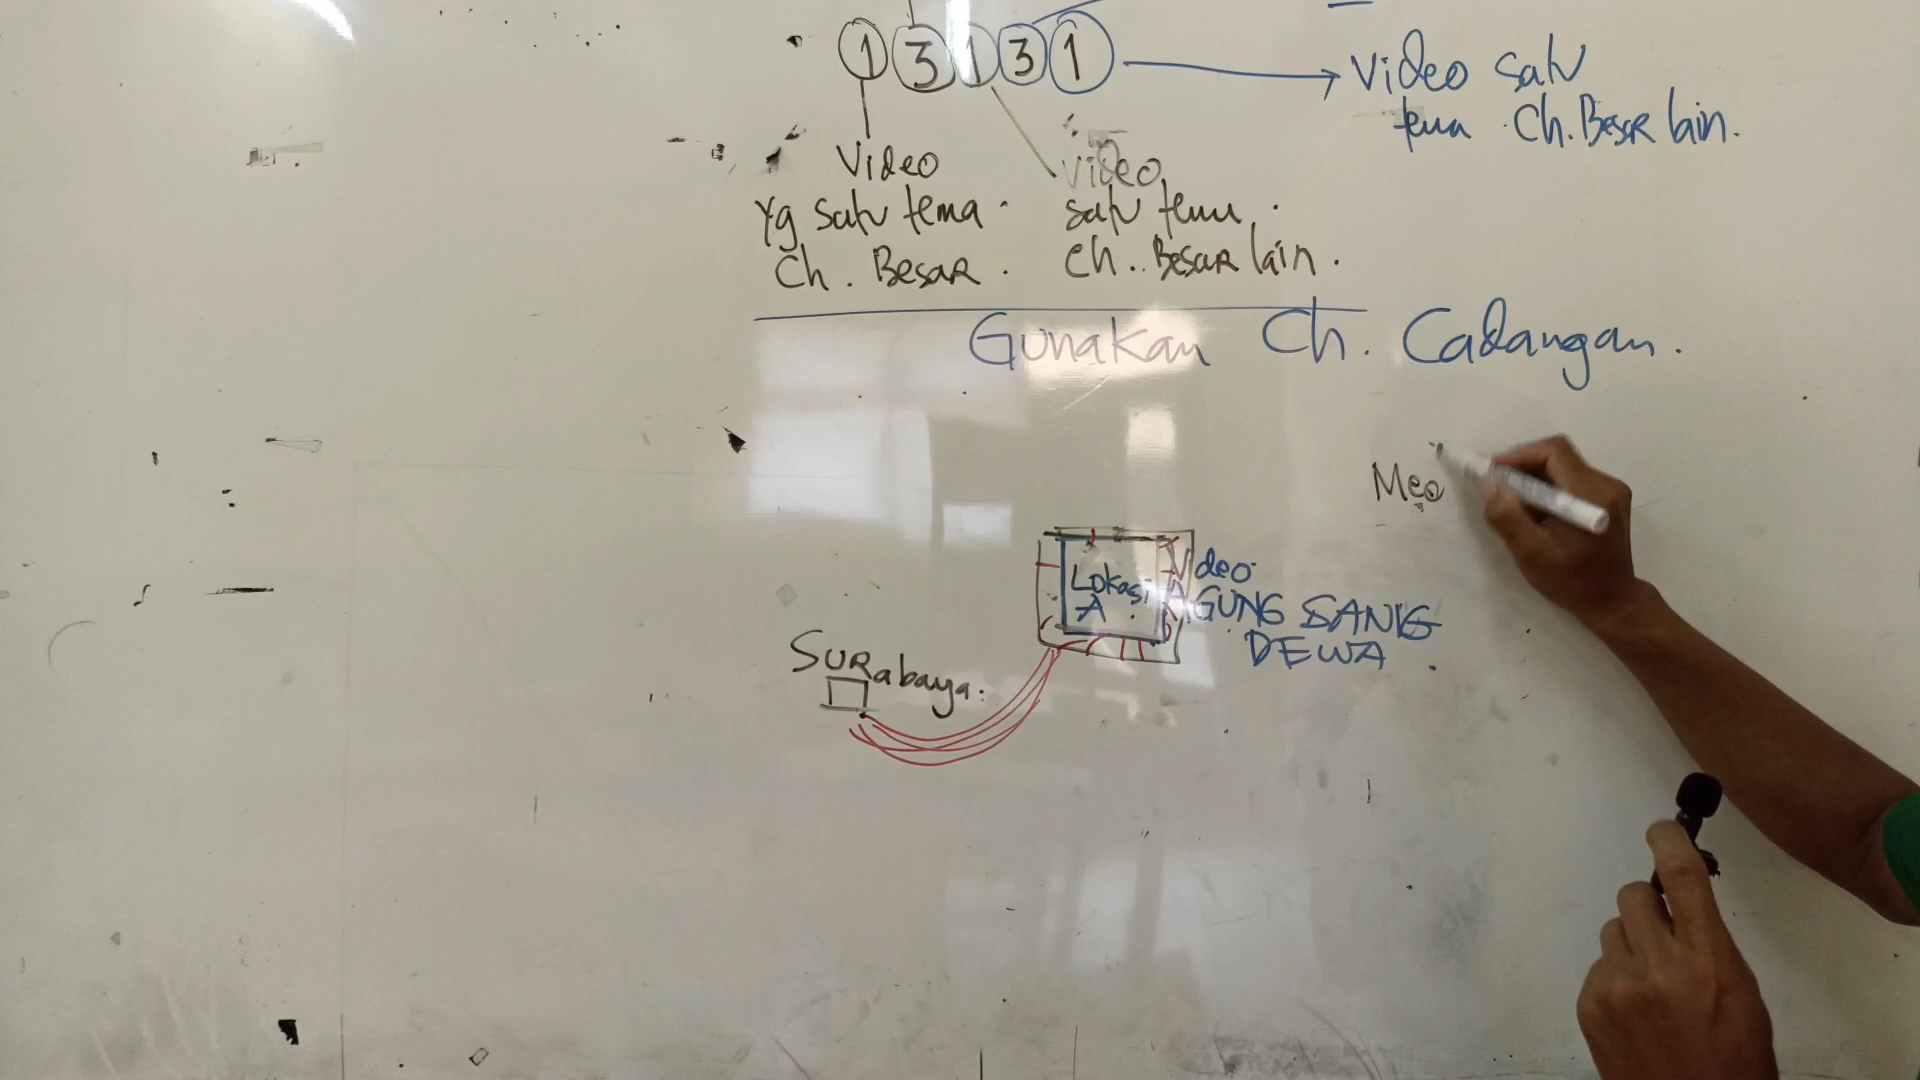 1 3 1 3 1
Video satu
tema Ch. Besar lain.
Video
Yg satu tema
Ch. Besar.
Video
satu tema
Ch. Besar lain.
Gunakan Ch. Cadangan.
Meo
Lokasi
A
Video
AGUNG SANG
DEWA.
Surabaya.